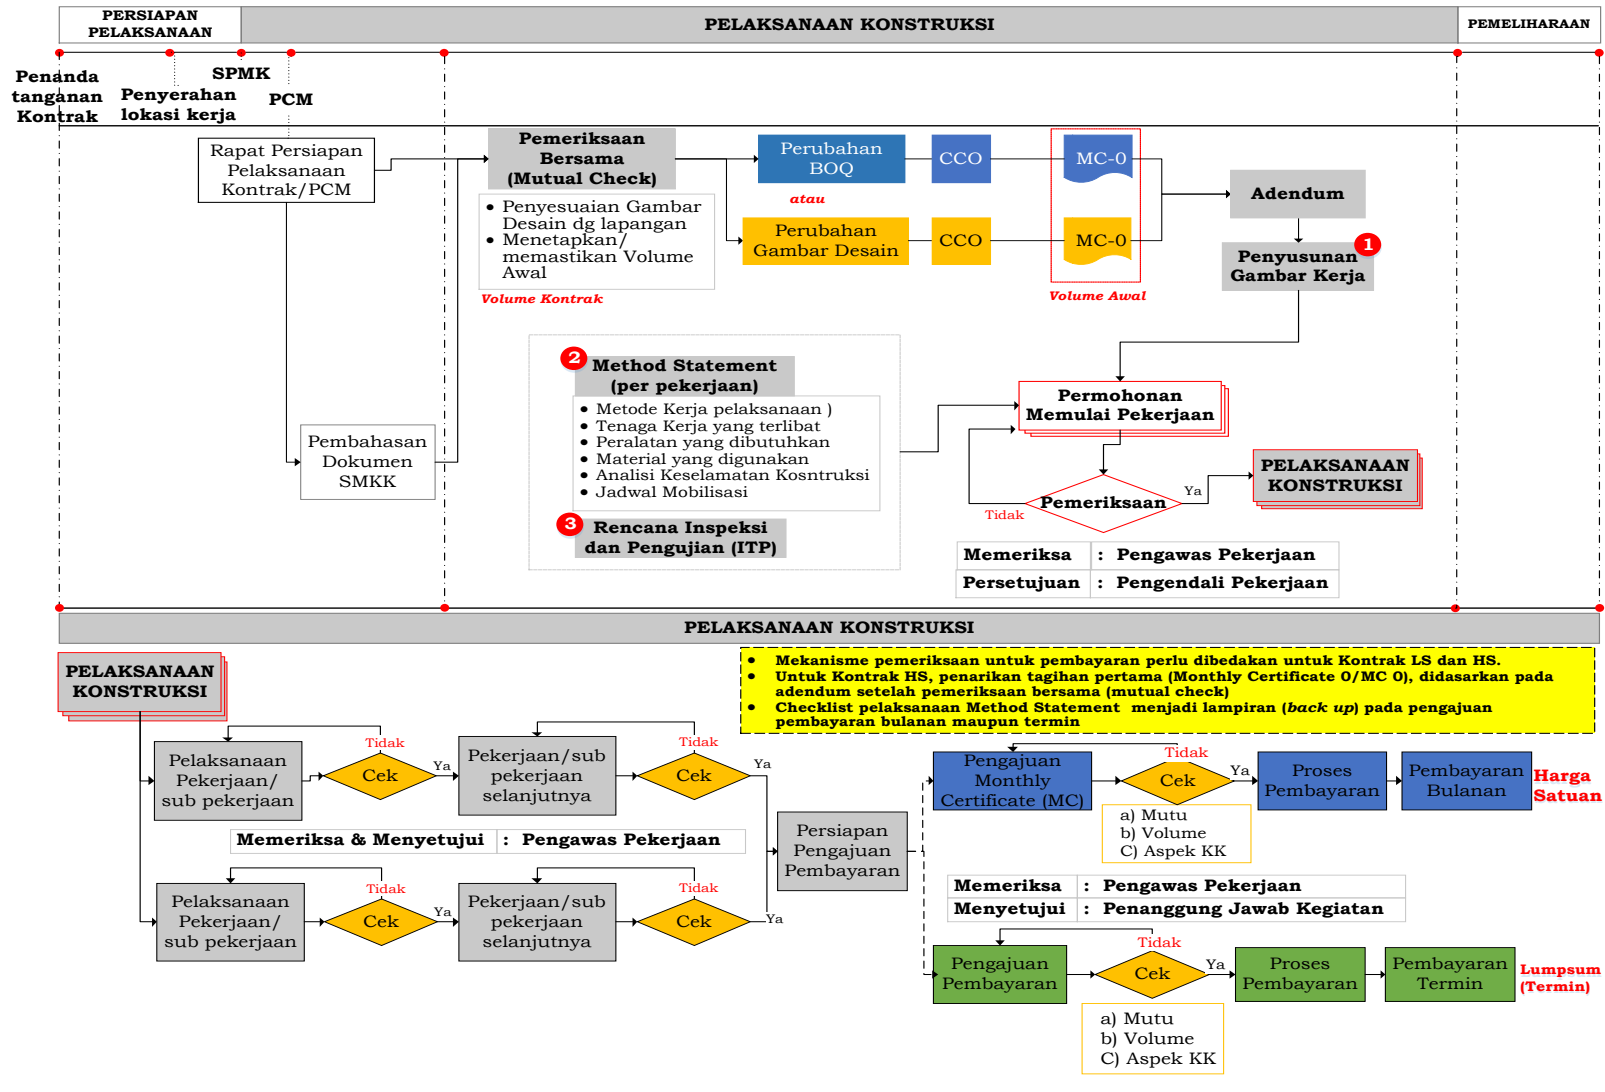 PERSIAPAN
PELAKSANAAN
PELAKSANAAN KONSTRUKSI
PEMELIHARAAN
Penanda
tanganan
Kontrak
Penyerahan
lokasi kerja
SPMK
PCM
Rapat Persiapan
Pelaksanaan
Kontrak/PCM
Pemeriksaan
Bersama
(Mutual Check)
• Penyesuaian Gambar
Desain dg lapangan
• Menetapkan/
memastikan Volume
Awal
Volume Kontrak
Perubahan
BOQ
CCO
MC-0
atau
Perubahan
Gambar Desain
CCO
MC-0
Volume Awal
Adendum
1
Penyusunan
Gambar Kerja
2
Method Statement
(per pekerjaan)
• Metode Kerja pelaksanaan )
• Tenaga Kerja yang terlibat
• Peralatan yang dibutuhkan
• Material yang digunakan
• Analisi Keselamatan Kosntruksi
• Jadwal Mobilisasi
3
Rencana Inspeksi
dan Pengujian (ITP)
Pembahasan
Dokumen
SMKK
Permohonan
Memulai Pekerjaan
Pemeriksaan
Tidak
Ya
PELAKSANAAN
KONSTRUKSI
Memeriksa : Pengawas Pekerjaan
Persetujuan : Pengendali Pekerjaan
PELAKSANAAN KONSTRUKSI
PELAKSANAAN
KONSTRUKSI
• Mekanisme pemeriksaan untuk pembayaran perlu dibedakan untuk Kontrak LS dan HS.
• Untuk Kontrak HS, penarikan tagihan pertama (Monthly Certificate 0/MC 0), didasarkan pada
adendum setelah pemeriksaan bersama (mutual check)
• Checklist pelaksanaan Method Statement menjadi lampiran (back up) pada pengajuan
pembayaran bulanan maupun termin
Pelaksanaan
Pekerjaan/
sub pekerjaan
Tidak
Cek
Ya
Pekerjaan/sub
pekerjaan
selanjutnya
Tidak
Cek
Ya
Memeriksa & Menyetujui : Pengawas Pekerjaan
Pelaksanaan
Pekerjaan/
sub pekerjaan
Tidak
Cek
Ya
Pekerjaan/sub
pekerjaan
selanjutnya
Tidak
Cek
Ya
Persiapan
Pengajuan
Pembayaran
Pengajuan
Monthly
Certificate (MC)
Tidak
Cek
Ya
Proses
Pembayaran
Pembayaran
Bulanan
Harga
Satuan
a) Mutu
b) Volume
C) Aspek KK
Memeriksa : Pengawas Pekerjaan
Menyetujui : Penanggung Jawab Kegiatan
Pengajuan
Pembayaran
Tidak
Cek
Ya
Proses
Pembayaran
Pembayaran
Termin
Lumpsum
(Termin)
a) Mutu
b) Volume
C) Aspek KK